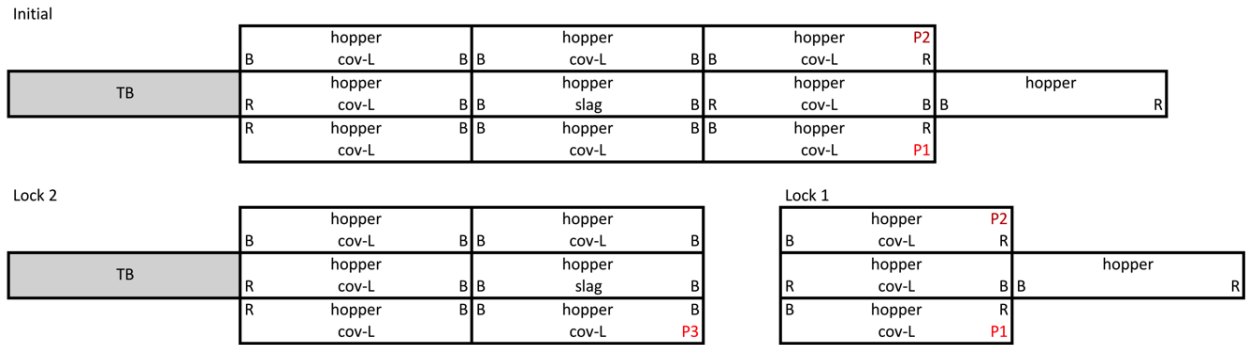 Initial
hopper hopper hopper P2
B cov-L B B cov-L B B cov-L R
TB hopper hopper hopper hopper
R cov-L B B slag B R cov-L B B R
R hopper B B hopper B B hopper R
cov-L cov-L cov-L P1
Lock 2 Lock 1
hopper hopper hopper P2
B cov-L B B cov-L B B cov-L R
TB hopper hopper hopper hopper
R cov-L B B slag B R cov-L B B R
R hopper B B hopper B B hopper R
cov-L cov-L P3 cov-L P1